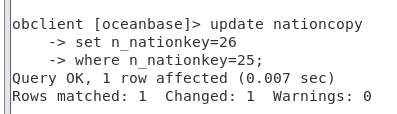 obclient [oceanbase]> update nationcopy
    -> set n_nationkey=26
    -> where n_nationkey=25;
Query OK, 1 row affected (0.007 sec)
Rows matched: 1  Changed: 1  Warnings: 0